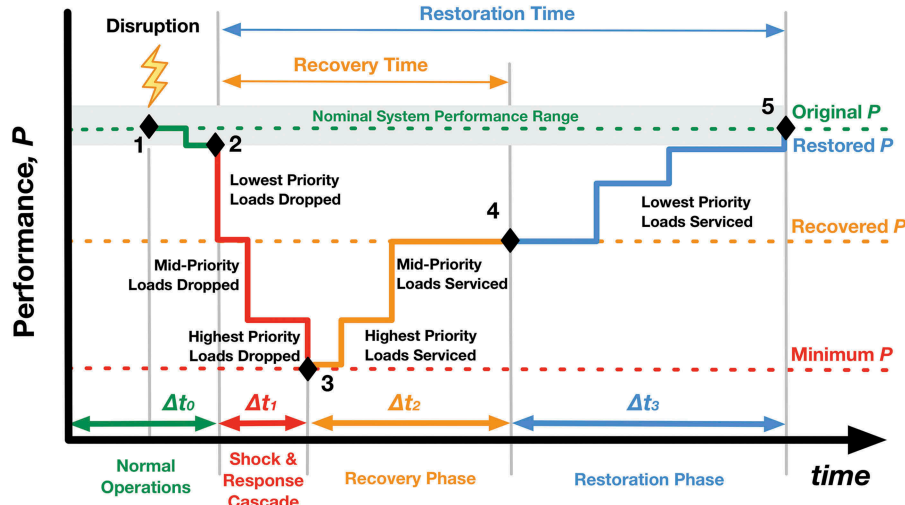 Restoration Time
Disruption
Recovery Time
Nominal System Performance Range
5
Original P
1
2
Restored P
Lowest Priority
Loads Dropped
Lowest Priority
Loads Serviced
4
Recovered P
Mid-Priority
Loads Dropped
Mid-Priority
Loads Serviced
Highest Priority
Loads Dropped
Highest Priority
Loads Serviced
Minimum P
3
Performance, P
Δt0
Δt1
Δt2
Δt3
Normal
Operations
Shock &
Response
Cascade
Recovery Phase
Restoration Phase
time